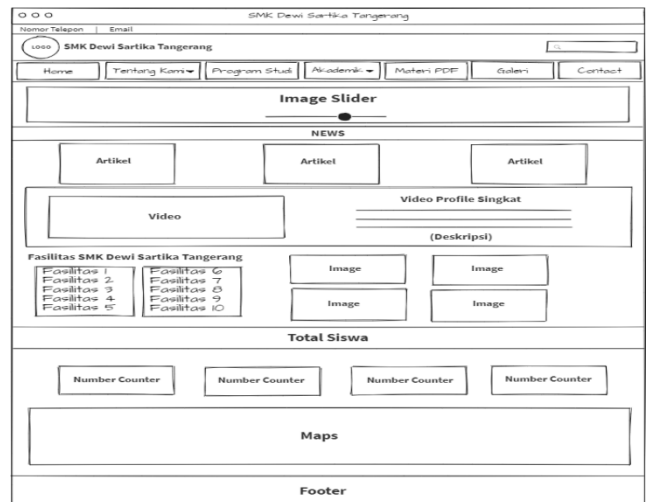 SMK Dewi Sartika Tangerang
Nomor Telepon | Email
LOGO SMK Dewi Sartika Tangerang
Home Tentang Kami Program Studi Akademik Materi PDF Galeri Contact
Image Slider
NEWS
Artikel Artikel Artikel
Video Profile Singkat
Video
(Deskripsi)
Fasilitas SMK Dewi Sartika Tangerang
Fasilitas 1 Fasilitas 6
Fasilitas 2 Fasilitas 7
Fasilitas 3 Fasilitas 8
Fasilitas 4 Fasilitas 9
Fasilitas 5 Fasilitas 10
Image Image
Image Image
Total Siswa
Number Counter Number Counter Number Counter Number Counter
Maps
Footer